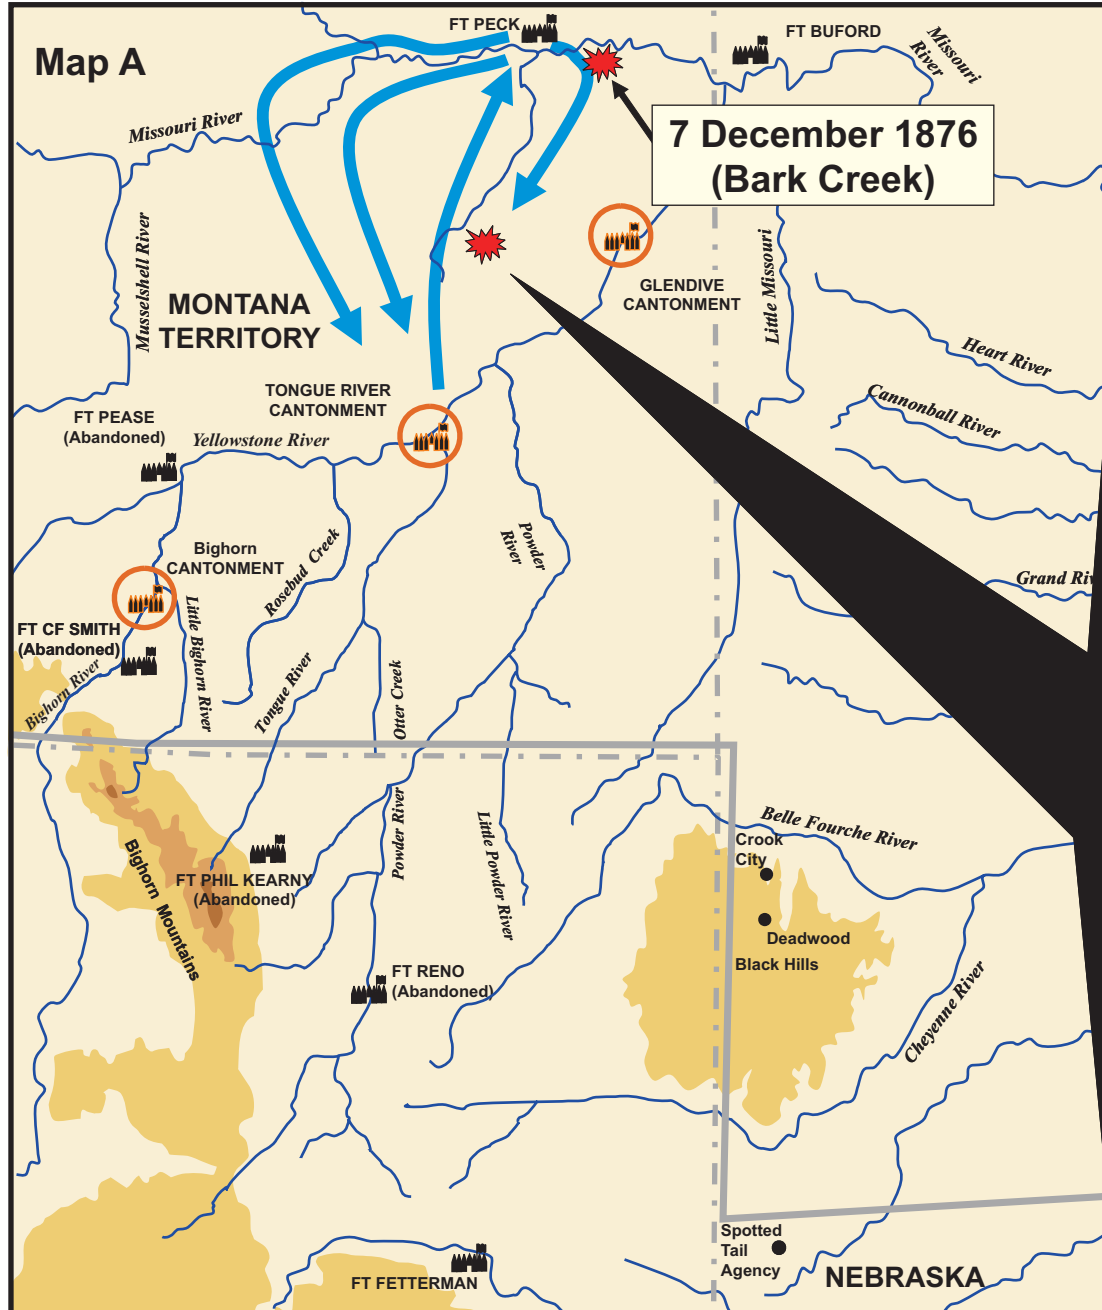 Map A
FT PECK
FT BUFORD
Missouri
River
7 December 1876
(Bark Creek)
Missouri River
Musselshell River
MONTANA
TERRITORY
GLENDIVE
CANTONMENT
Little Missouri
Heart River
Cannonball River
TONGUE RIVER
CANTONMENT
FT PEASE
(Abandoned)
Yellowstone River
Powder
River
Bighorn
CANTONMENT
Rosebud Creek
Grand
FT CF SMITH
(Abandoned)
Little Bighorn River
Bighorn River
Tongue River
Otter Creek
Powder River
Little Powder River
Belle Fourche River
Crook
City
Bighorn Mountains
FT PHIL KEARNY
(Abandoned)
Deadwood
Black Hills
FT RENO
(Abandoned)
Cheyenne River
Spotted
Tail
Agency
NEBRASKA
FT FETTERMAN